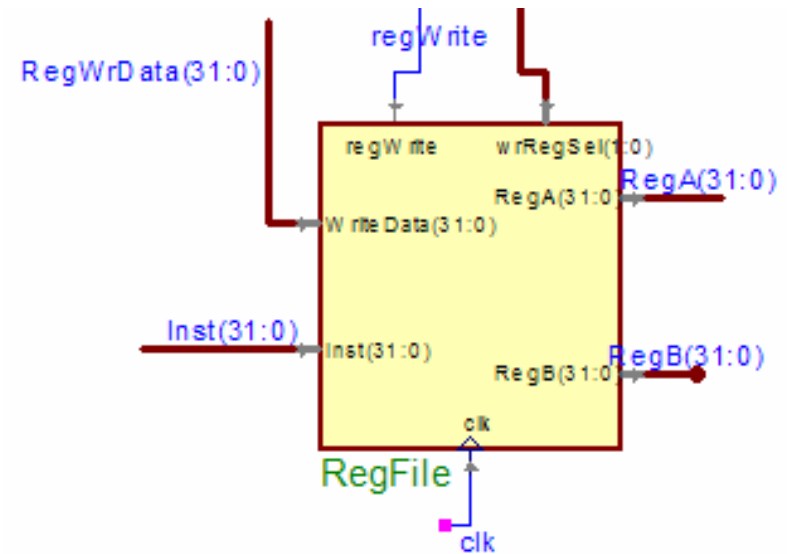 regWrite
RegWrData(31:0)
regWrite
wrRegSel(1:0)
RegA(31:0)
RegA(31:0)
WriteData(31:0)
Inst(31:0)
Inst(31:0)
RegB(31:0)
RegB(31:0)
clk
RegFile
clk